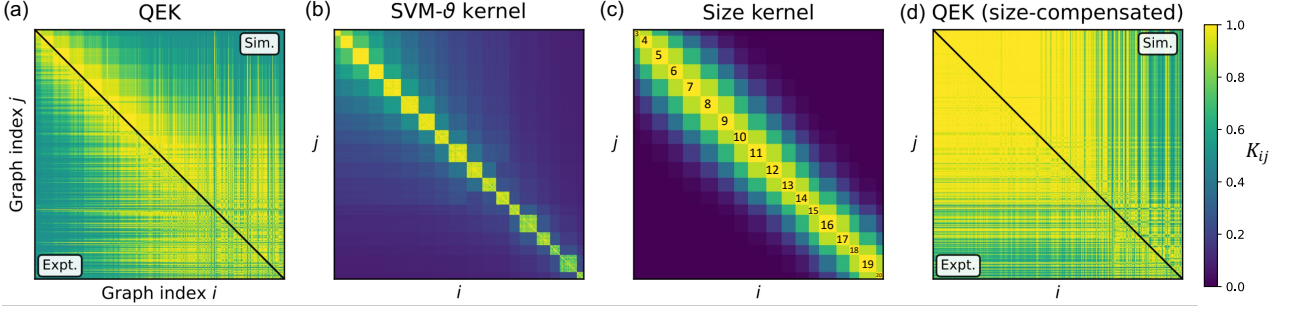 (a) QEK
(b) SVM-ϑ kernel
(c) Size kernel
(d) QEK (size-compensated)
Sim.
Expt.
Graph index j
Graph index i
j
i
3
4
5
6
7
8
9
10
11
12
13
14
15
16
17
18
19
20
j
i
Sim.
Expt.
j
i
1.0
0.8
0.6
0.4
0.2
0.0
K_ij